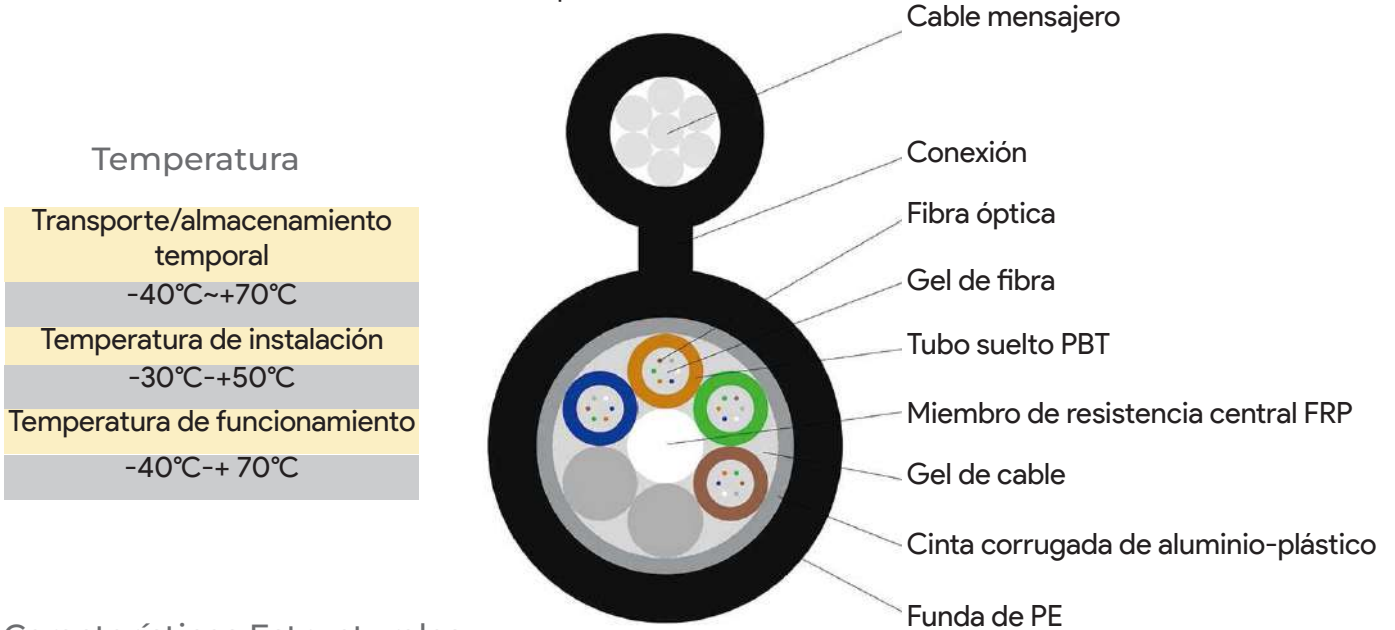 Temperatura
Transporte/almacenamiento
temporal
-40°C~+70°C
Temperatura de instalación
-30°C-+50°C
Temperatura de funcionamiento
-40°C-+ 70°C
Cable mensajero
Conexión
Fibra óptica
Gel de fibra
Tubo suelto PBT
Miembro de resistencia central FRP
Gel de cable
Cinta corrugada de aluminio-plástico
Funda de PE